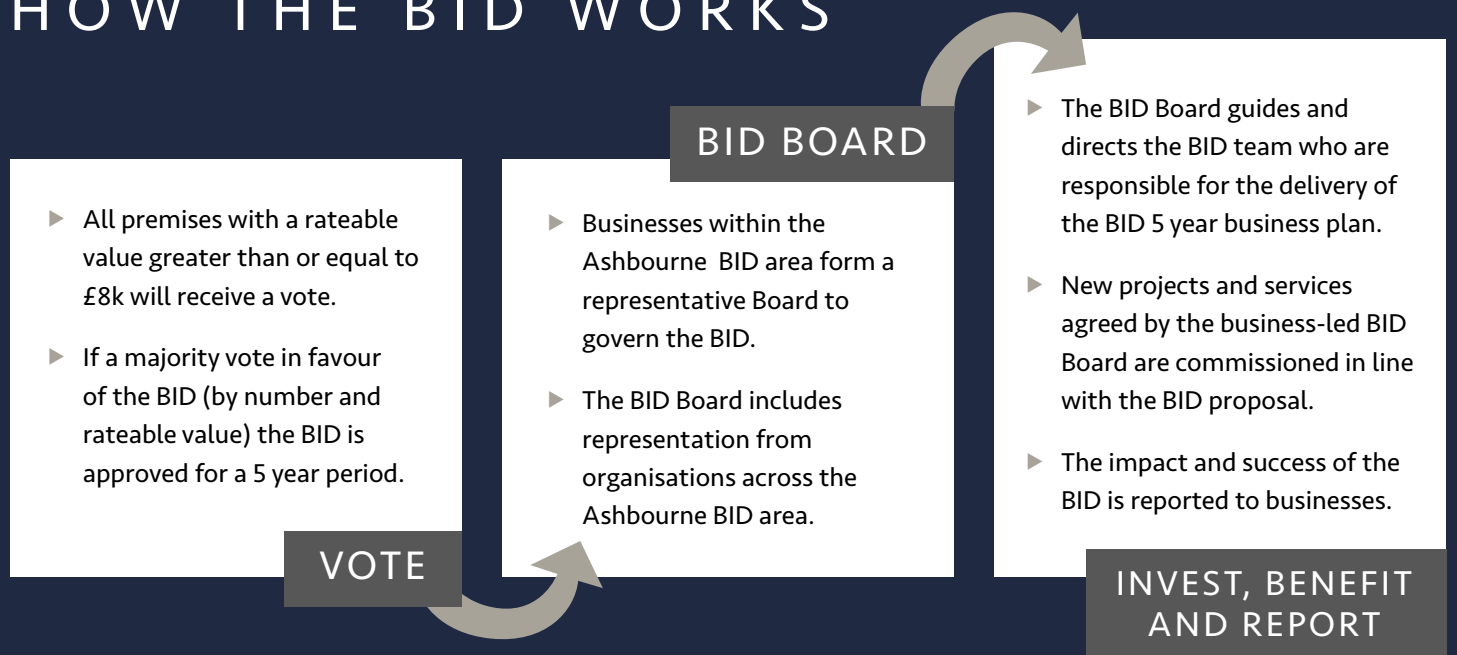 HOW THE BID WORKS
All premises with a rateable
value greater than or equal to
£8k will receive a vote.
If a majority vote in favour
of the BID (by number and
rateable value) the BID is
approved for a 5 year period.
VOTE
BID BOARD
Businesses within the
Ashbourne BID area form a
representative Board to
govern the BID.
The BID Board includes
representation from
organisations across the
Ashbourne BID area.
The BID Board guides and
directs the BID team who are
responsible for the delivery of
the BID 5 year business plan.
New projects and services
agreed by the business-led BID
Board are commissioned in line
with the BID proposal.
The impact and success of the
BID is reported to businesses.
INVEST, BENEFIT
AND REPORT